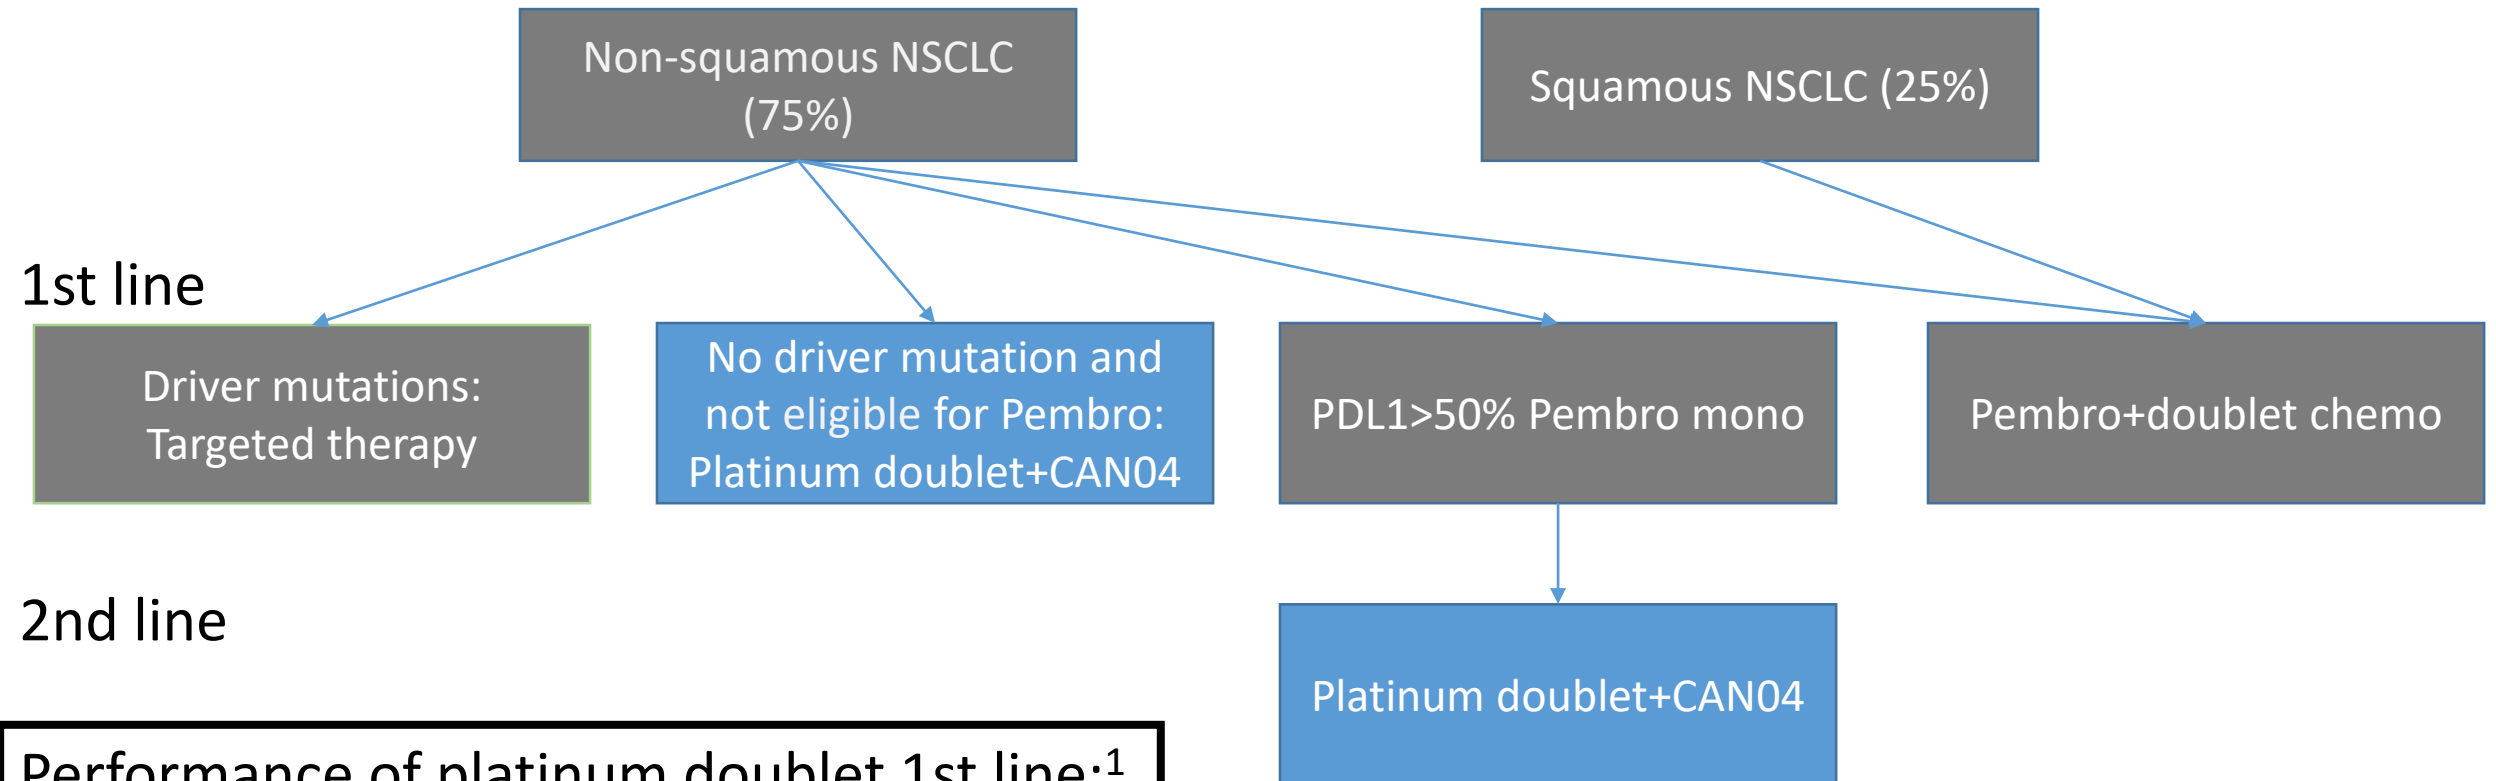 Non-squamous NSCLC
(75%)
Squamous NSCLC (25%)
1st line
Driver mutations:
Targeted therapy
No driver mutation and
not eligible for Pembro:
Platinum doublet+CAN04
PDL1>50% Pembro mono
Pembro+doublet chemo
2nd line
Platinum doublet+CAN04
Performance of platinum doublet 1st line:¹